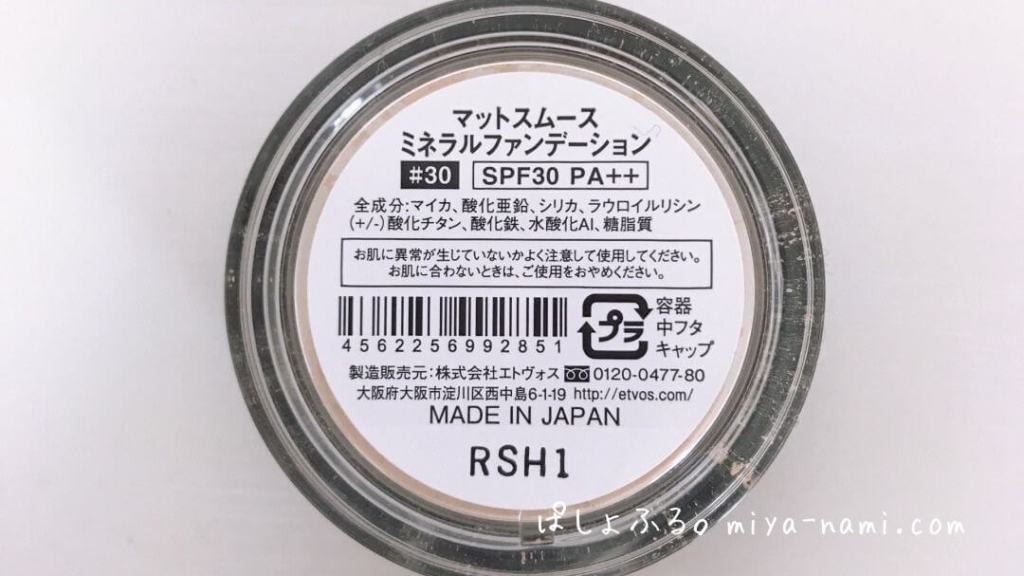 マットスムース
ミネラルファンデーション
#30 SPF30 PA++
全成分:マイカ、酸化亜鉛、シリカ、ラウロイルリシン
(+/-)酸化チタン、酸化鉄、水酸化Al、糖脂質
お肌に異常が生じていないかよく注意して使用してください。
お肌に合わないときは、ご使用をおやめください。
4562256992851
プラ
容器
中フタ
キャップ
製造販売元:株式会社エトヴォス 0120-0477-80
大阪府大阪市淀川区西中島6-1-19 http://etvos.com/
MADE IN JAPAN
RSH1
ぱしょふる。miya-nami.com